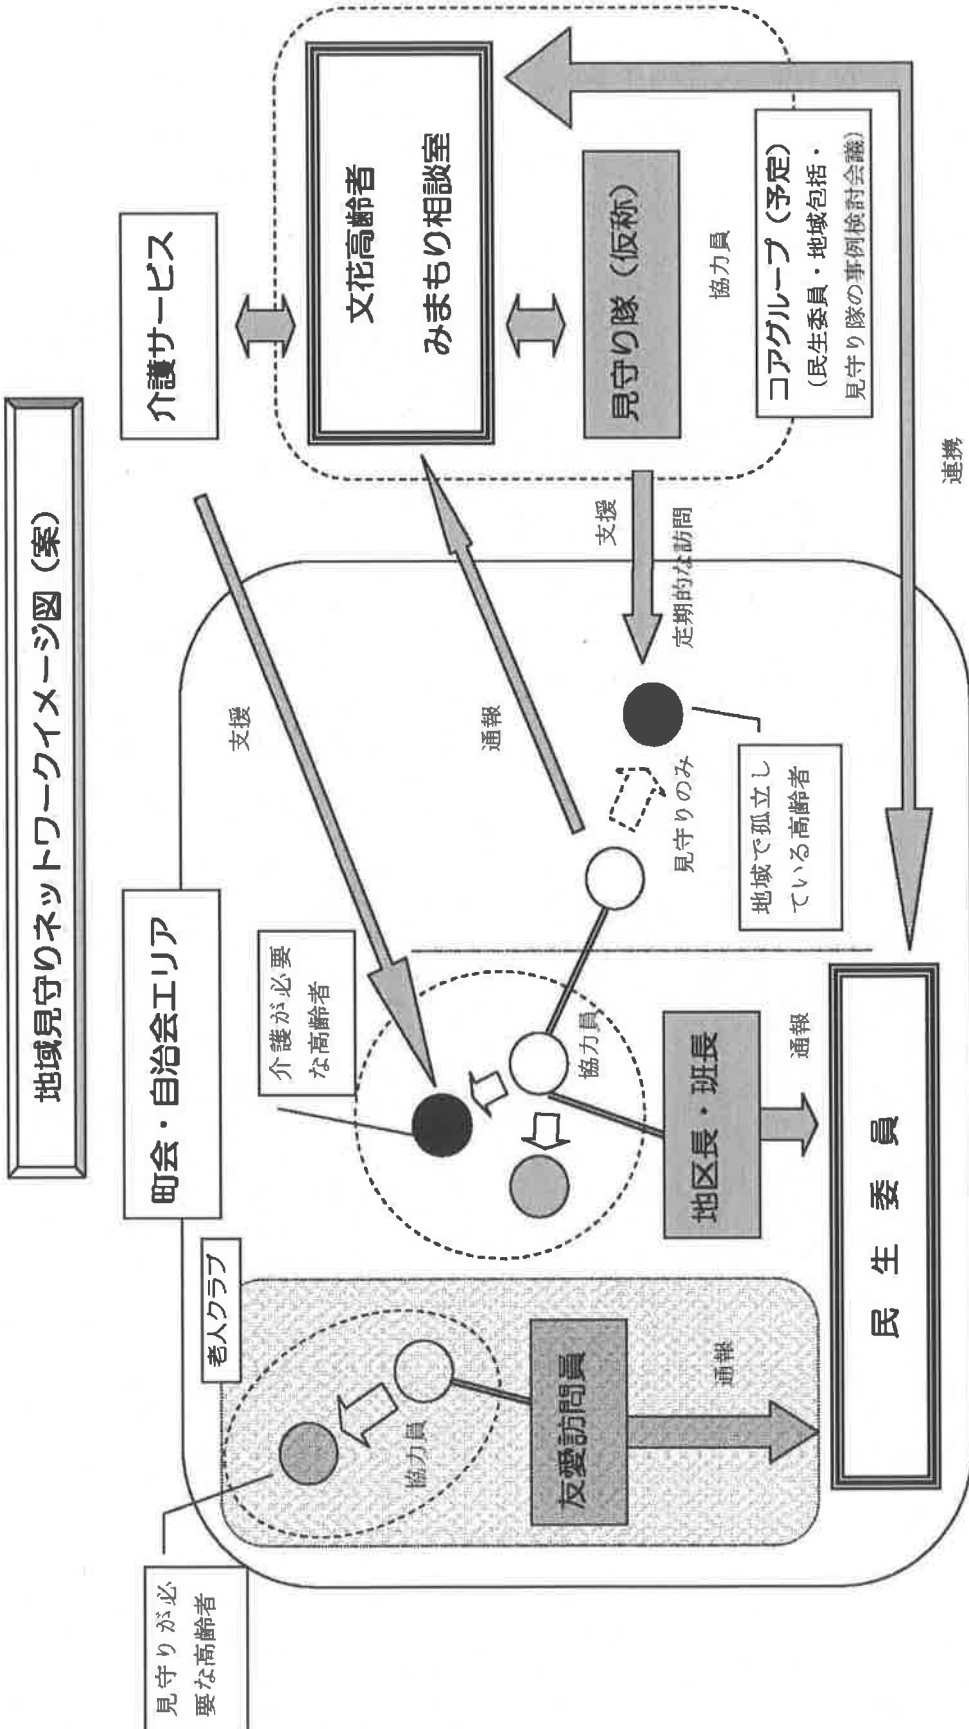 地域見守りネットワークイメージ図（案）
見守りが必
要な高齢者
老人クラブ
協力員
友愛訪問員
通報
町会・自治会エリア
介護が必要
な高齢者
協力員
地区長・班長
通報
民生委員
支援
通報
見守りのみ
地域で孤立し
ている高齢者
介護サービス
文花高齢者
みまもり相談室
見守り隊（仮称）
協力員
支援
定期的な訪問
コアグループ（予定）
（民生委員・地域包括・
見守り隊の事例検討会議）
連携